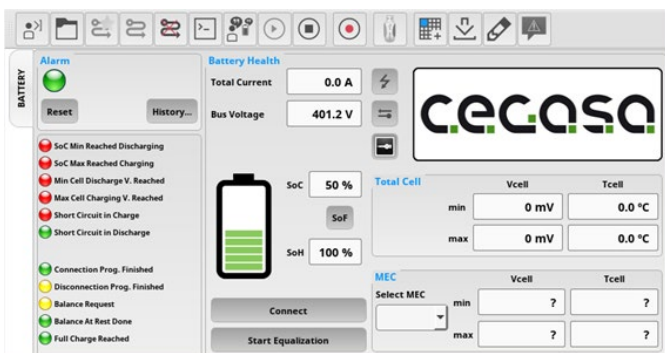 BATTERY
Alarm
Reset
History...
SoC Min Reached Discharging
SoC Max Reached Charging
Min Cell Discharge V. Reached
Max Cell Charging V. Reached
Short Circuit in Charge
Short Circuit in Discharge
Connection Prog. Finished
Disconnection Prog. Finished
Balance Request
Balance At Rest Done
Full Charge Reached
Battery Health
Total Current 0.0 A
Bus Voltage 401.2 V
SoC 50 %
SoF
SoH 100 %
Connect
Start Equalization
cegasa
Total Cell Vcell Tcell
min 0 mV 0.0 °C
max 0 mV 0.0 °C
MEC Vcell Tcell
Select MEC
min ? ?
max ? ?